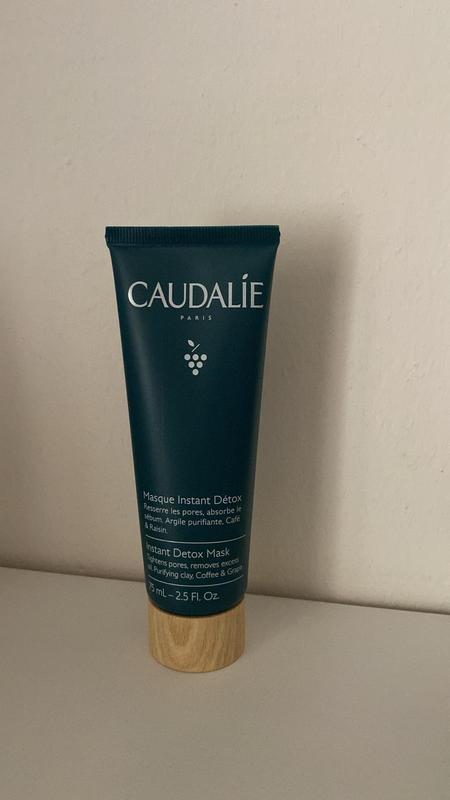 CAUDALÍE
PARIS
Masque Instant Détox
Resserre les pores, absorbe le
sébum. Argile purifiante, Café
& Raisin.
Instant Detox Mask
Tightens pores, removes excess
oil. Purifying clay, Coffee & Grape
75 mL – 2.5 Fl. Oz.